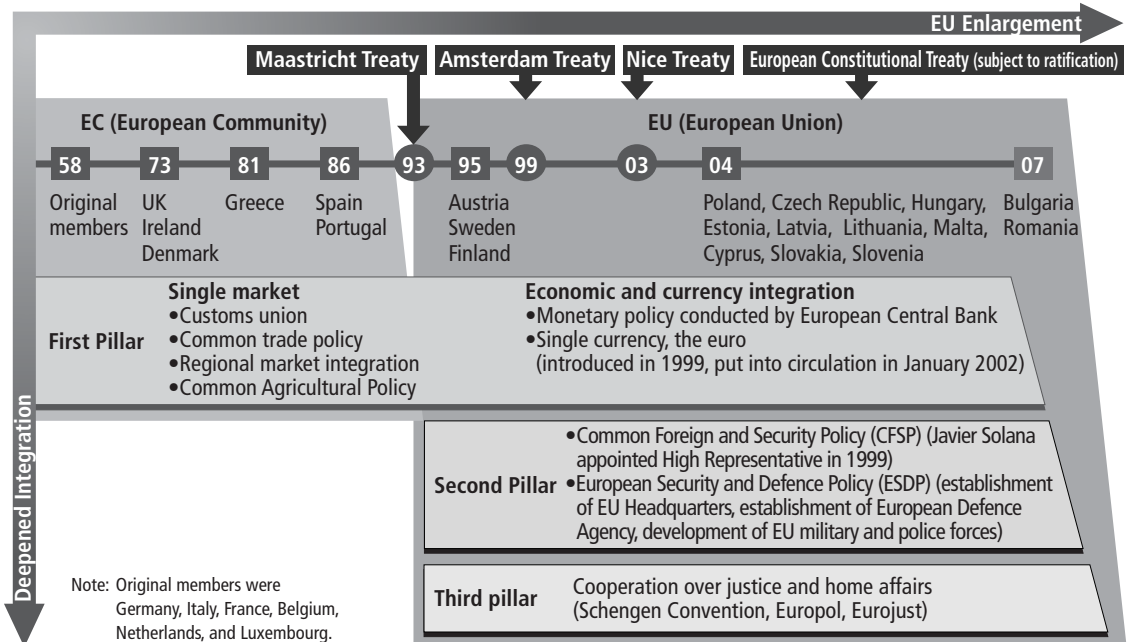 EU Enlargement
Maastricht Treaty
Amsterdam Treaty
Nice Treaty
European Constitutional Treaty (subject to ratification)
EC (European Community)
EU (European Union)
58
73
81
86
93
95
99
03
04
07
Original
members
UK
Ireland
Denmark
Greece
Spain
Portugal
Austria
Sweden
Finland
Poland, Czech Republic, Hungary,
Estonia, Latvia, Lithuania, Malta,
Cyprus, Slovakia, Slovenia
Bulgaria
Romania
First Pillar
Single market
•Customs union
•Common trade policy
•Regional market integration
•Common Agricultural Policy
Economic and currency integration
•Monetary policy conducted by European Central Bank
•Single currency, the euro
(introduced in 1999, put into circulation in January 2002)
Second Pillar
•Common Foreign and Security Policy (CFSP) (Javier Solana
appointed High Representative in 1999)
•European Security and Defence Policy (ESDP) (establishment
of EU Headquarters, establishment of European Defence
Agency, development of EU military and police forces)
Third pillar
Cooperation over justice and home affairs
(Schengen Convention, Europol, Eurojust)
Deepened Integration
Note: Original members were
Germany, Italy, France, Belgium,
Netherlands, and Luxembourg.